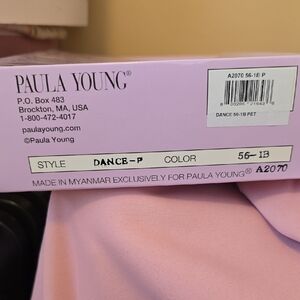 PAULA YOUNG®
P.O. Box 483
Brockton, MA, USA
1-800-472-4017
paulayoung.com
©Paula Young
A2070 56-1B P
DANCE 56-1B PET
STYLE DANCE-P COLOR 56-1B
MADE IN MYANMAR EXCLUSIVELY FOR PAULA YOUNG® A2070